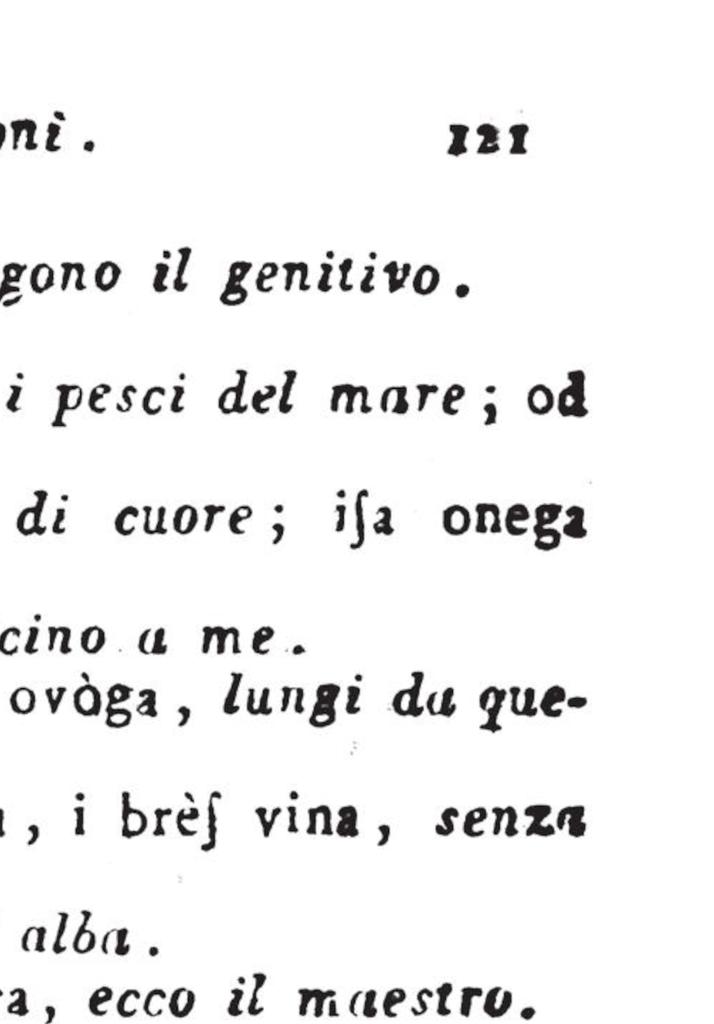 onì. 121
gono il genitivo.
i pesci del mare; od
di cuore; iſa onega
cino a me.
ovòga, lungi da que-
, i brèſ vina, senza
alba.
a, ecco il maestro.